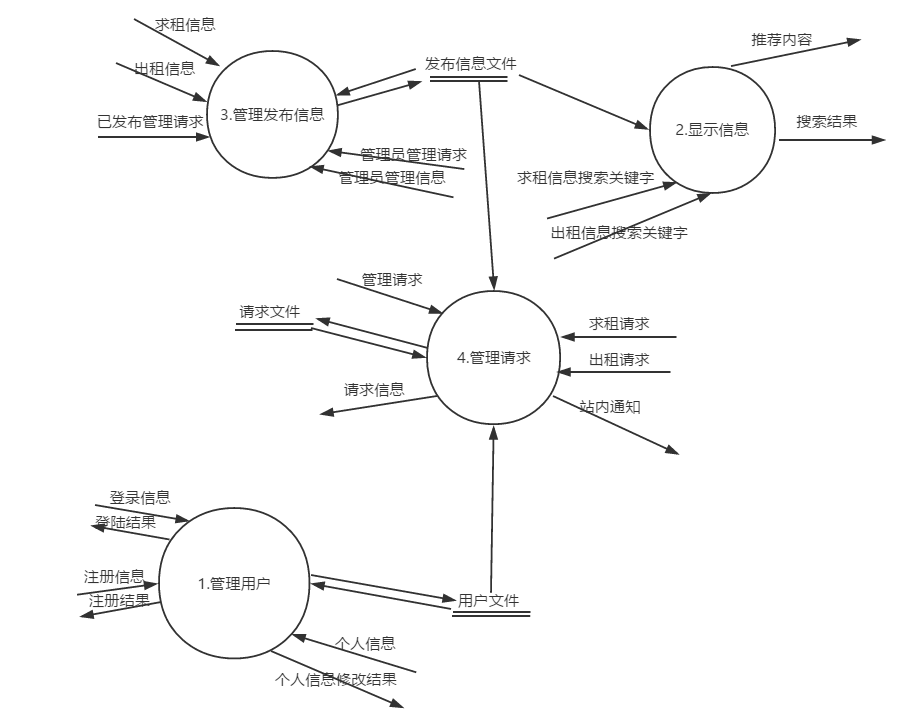 求租信息
出租信息
已发布管理请求
3.管理发布信息
管理员管理请求
管理员管理信息
发布信息文件
推荐内容
2.显示信息
搜索结果
求租信息搜索关键字
出租信息搜索关键字
管理请求
请求文件
4.管理请求
求租请求
出租请求
请求信息
站内通知
登录信息
登陆结果
注册信息
注册结果
1.管理用户
用户文件
个人信息
个人信息修改结果